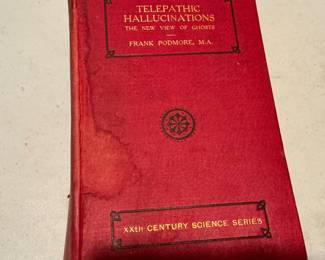 TELEPATHIC
HALLUCINATIONS
THE NEW VIEW OF GHOSTS
FRANK PODMORE, M.A.
XXth CENTURY SCIENCE SERIES